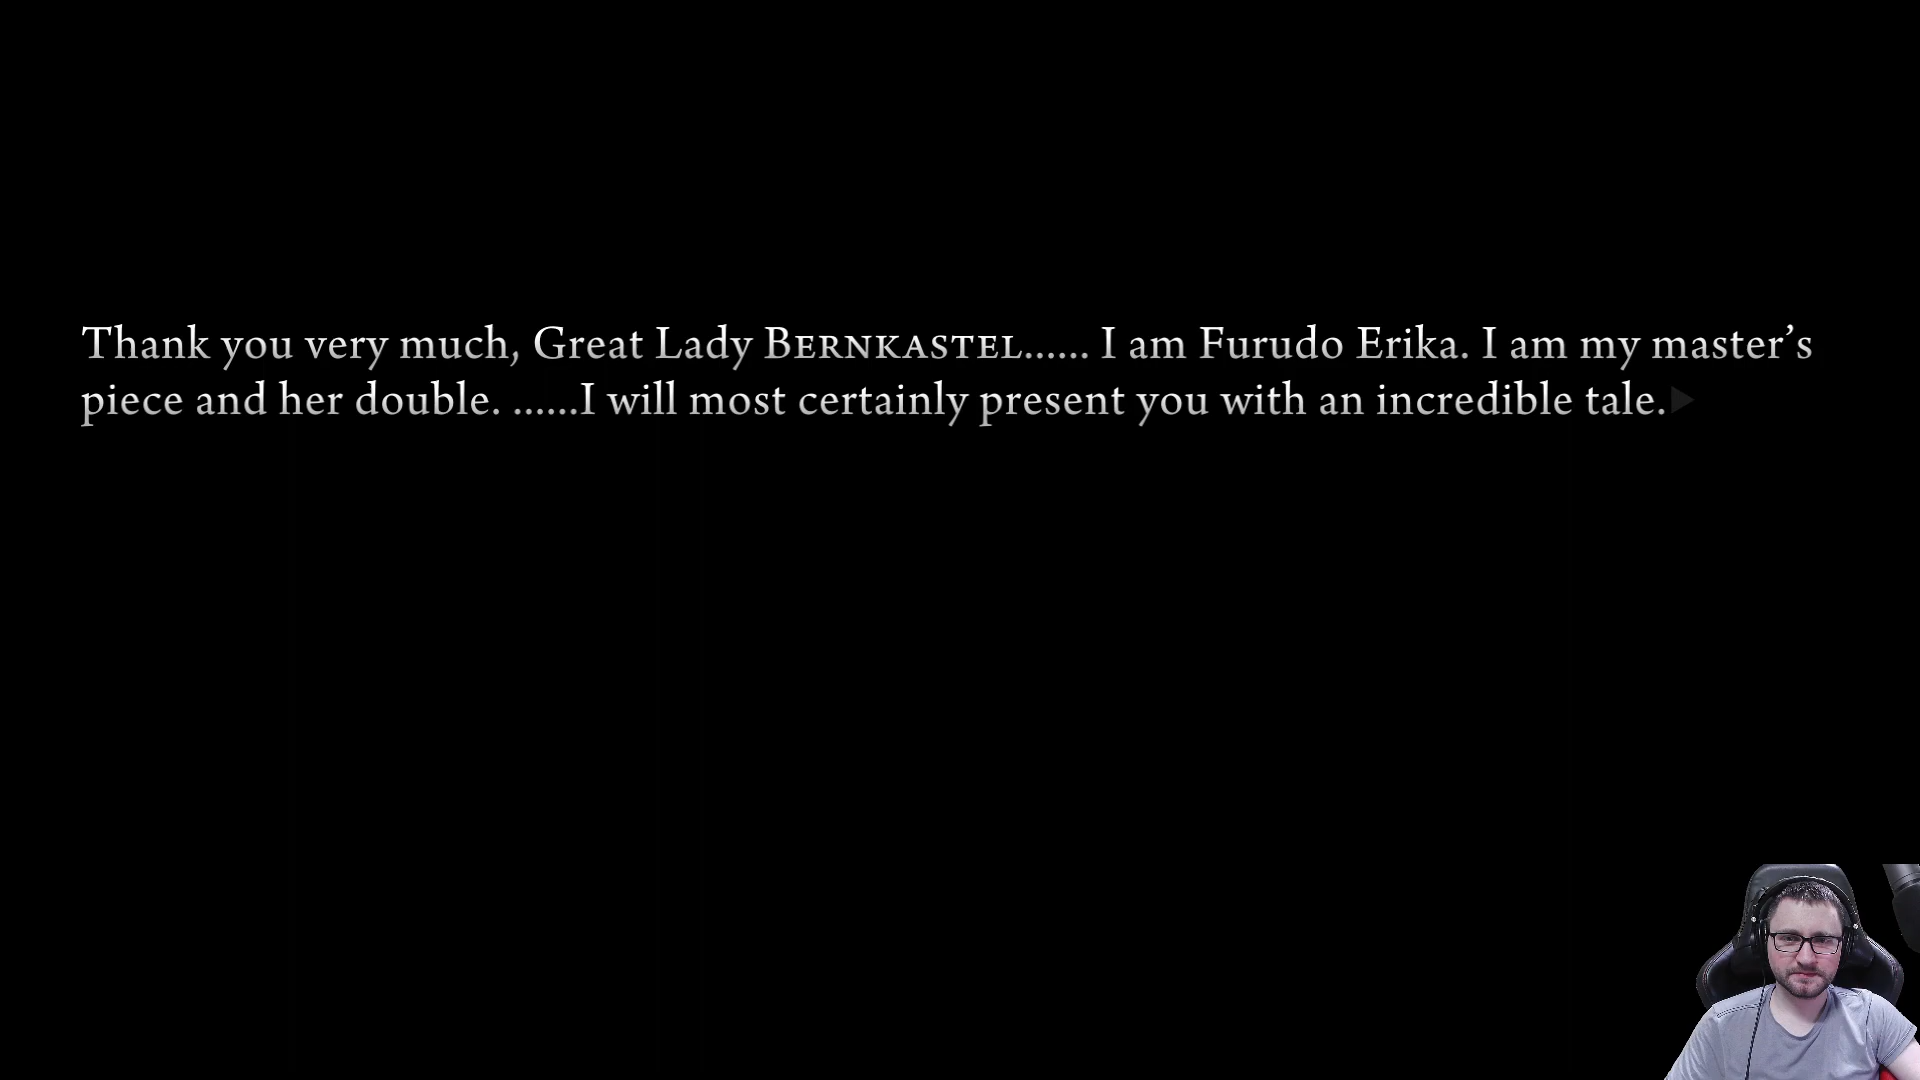 Thank you very much, Great Lady BERNKASTEL...... I am Furudo Erika. I am my master’s
piece and her double. ......I will most certainly present you with an incredible tale.